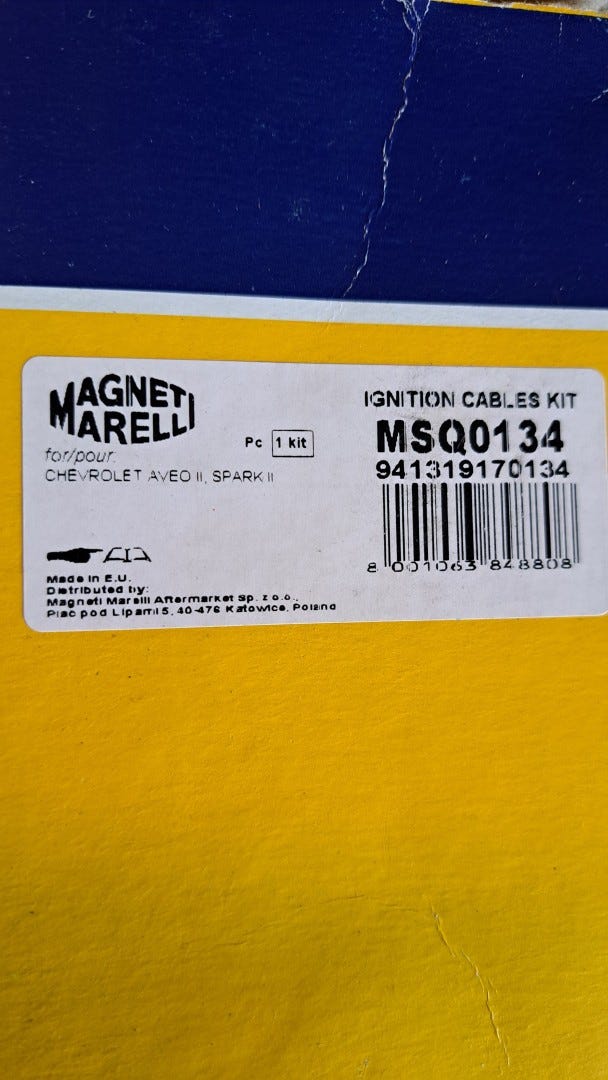 MAGNETI
MARELLI
for/pour:
CHEVROLET AVEO II, SPARK II
Pc 1 kit
IGNITION CABLES KIT
MSQ0134
941319170134
8 001063 848808
Made in E.U.
Distributed by:
Magneti Marelli Aftermarket Sp. z o.o.,
Plac pod Lipami 5, 40-476 Katowice, Poland